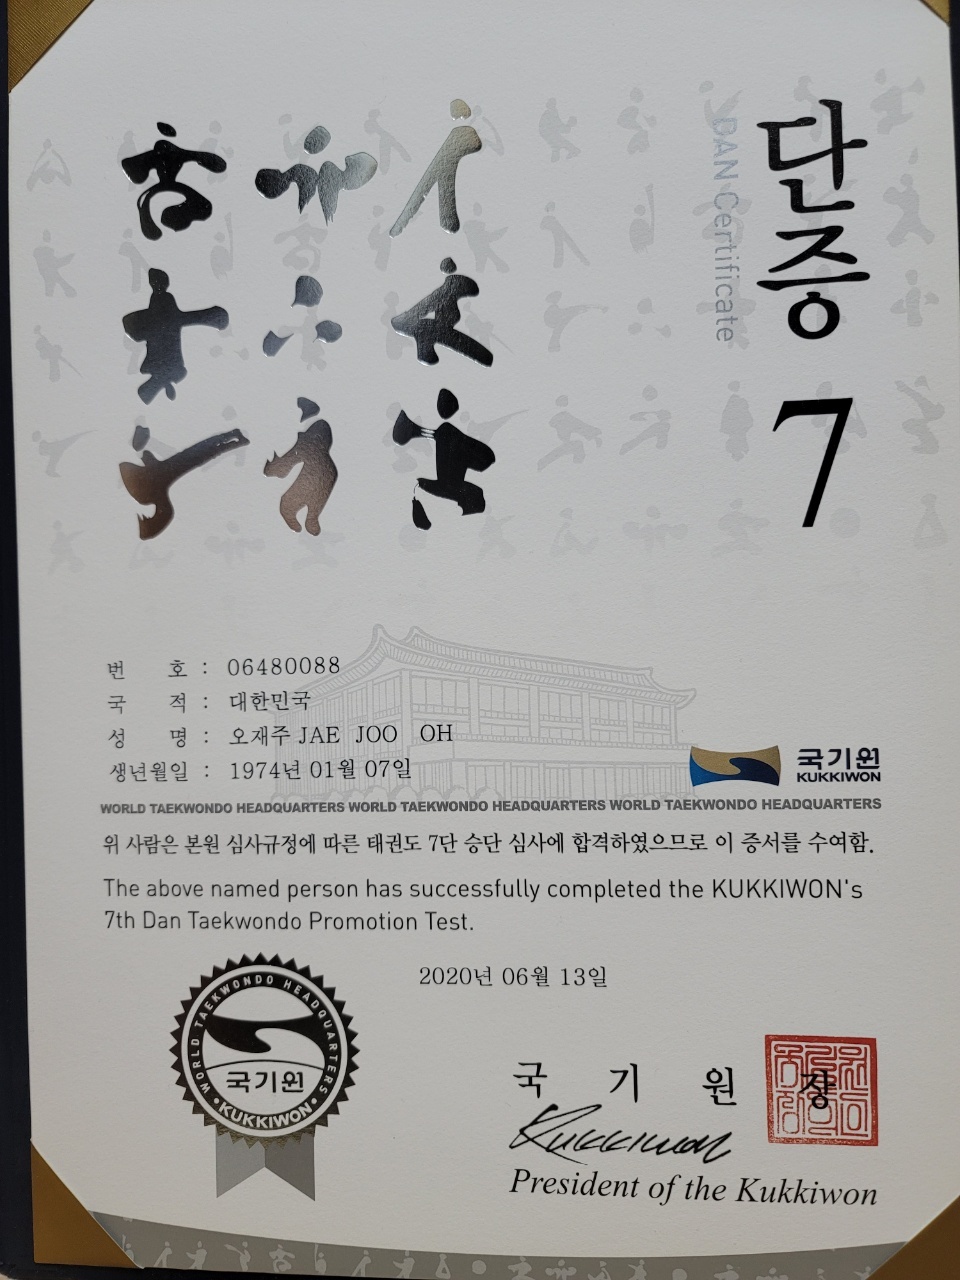 단증 7
DAN Certificate
번 호 : 06480088
국 적 : 대한민국
성 명 : 오재주 JAE JOO OH
생년월일 : 1974년 01월 07일
국기원
KUKKIWON
WORLD TAEKWONDO HEADQUARTERS WORLD TAEKWONDO HEADQUARTERS WORLD TAEKWONDO HEADQUARTERS
위 사람은 본원 심사규정에 따른 태권도 7단 승단 심사에 합격하였으므로 이 증서를 수여함.
The above named person has successfully completed the KUKKIWON's
7th Dan Taekwondo Promotion Test.
2020년 06월 13일
WORLD TAEKWONDO HEADQUARTERS
국기원
•KUKKIWON•
국 기 원 장
Kukkiwon
President of the Kukkiwon